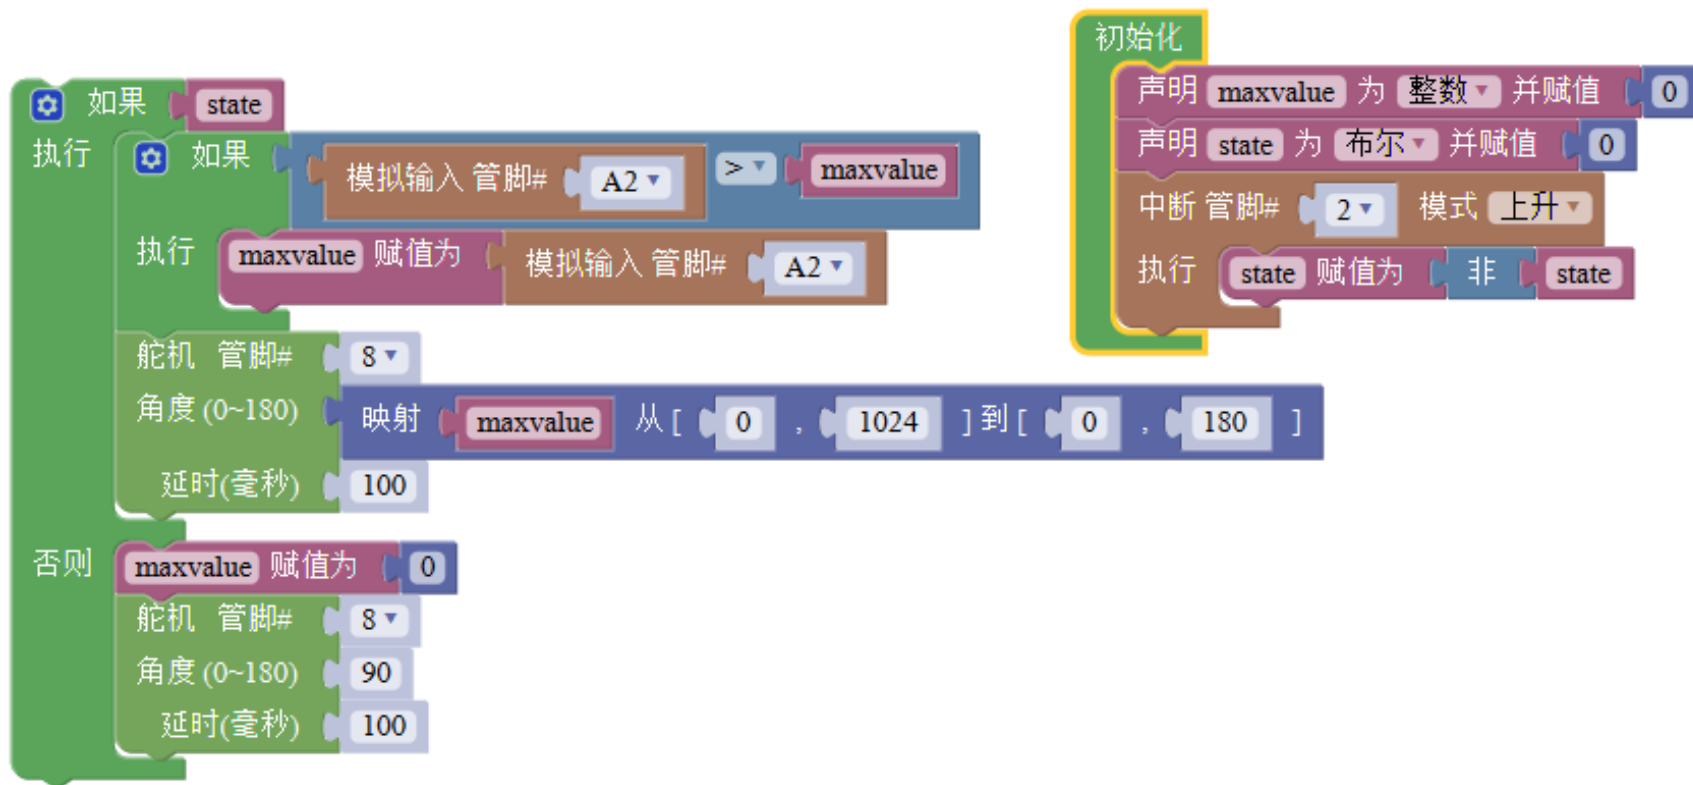 如果 state
执行 如果 模拟输入 管脚# A2 > maxvalue
执行 maxvalue 赋值为 模拟输入 管脚# A2
舵机 管脚# 8
角度 (0~180) 映射 maxvalue 从 [ 0 , 1024 ] 到 [ 0 , 180 ]
延时(毫秒) 100
否则 maxvalue 赋值为 0
舵机 管脚# 8
角度 (0~180) 90
延时(毫秒) 100
初始化
声明 maxvalue 为 整数 并赋值 0
声明 state 为 布尔 并赋值 0
中断 管脚# 2 模式 上升
执行 state 赋值为 非 state